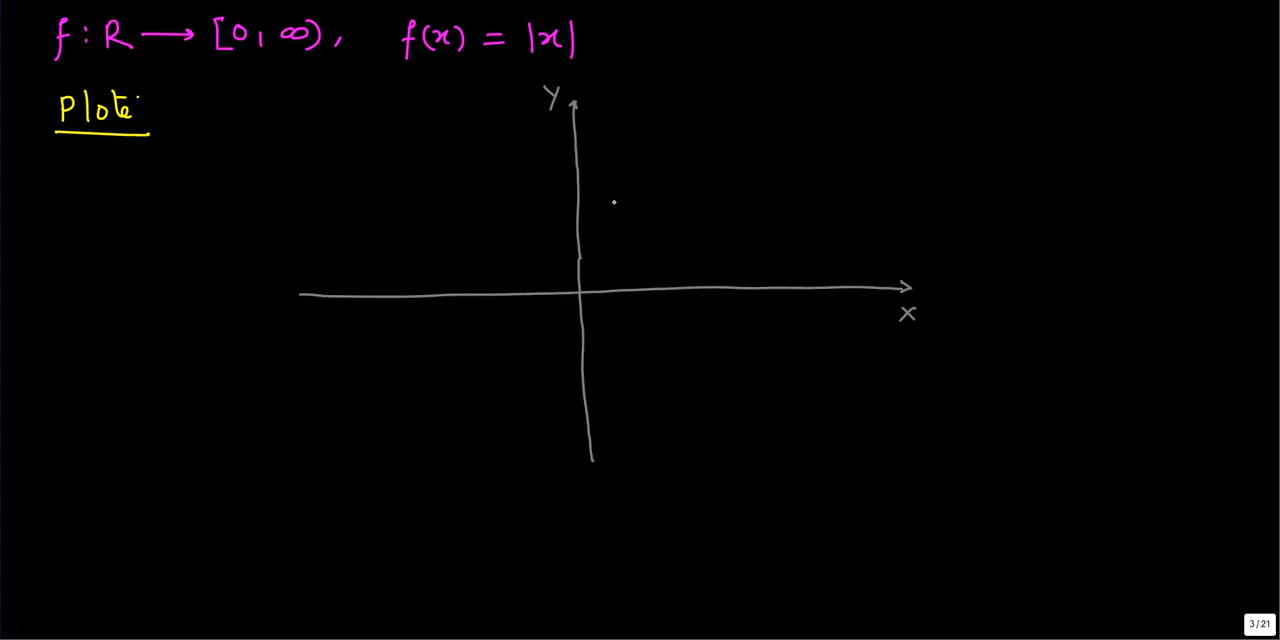 f : R ⟶ [0, ∞), f(x) = |x|
Plot:
Y
X
3 / 21